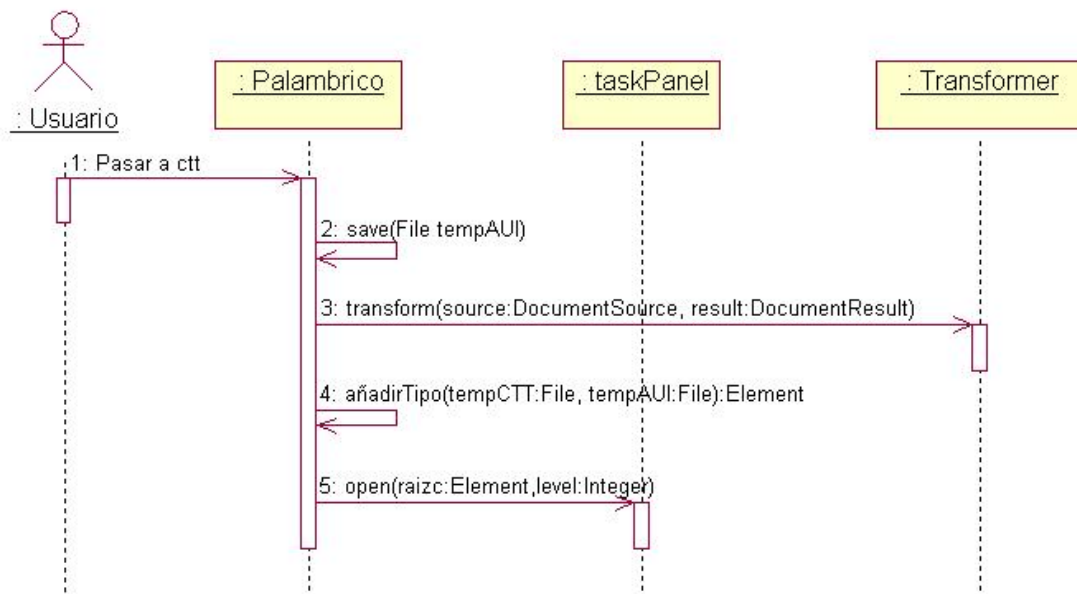 : Palambrico
: taskPanel
: Transformer
: Usuario
1: Pasar a ctt
2: save(File tempAUI)
3: transform(source:DocumentSource, result:DocumentResult)
4: añadirTipo(tempCTT:File, tempAUI:File):Element
5: open(raizc:Element,level:Integer)